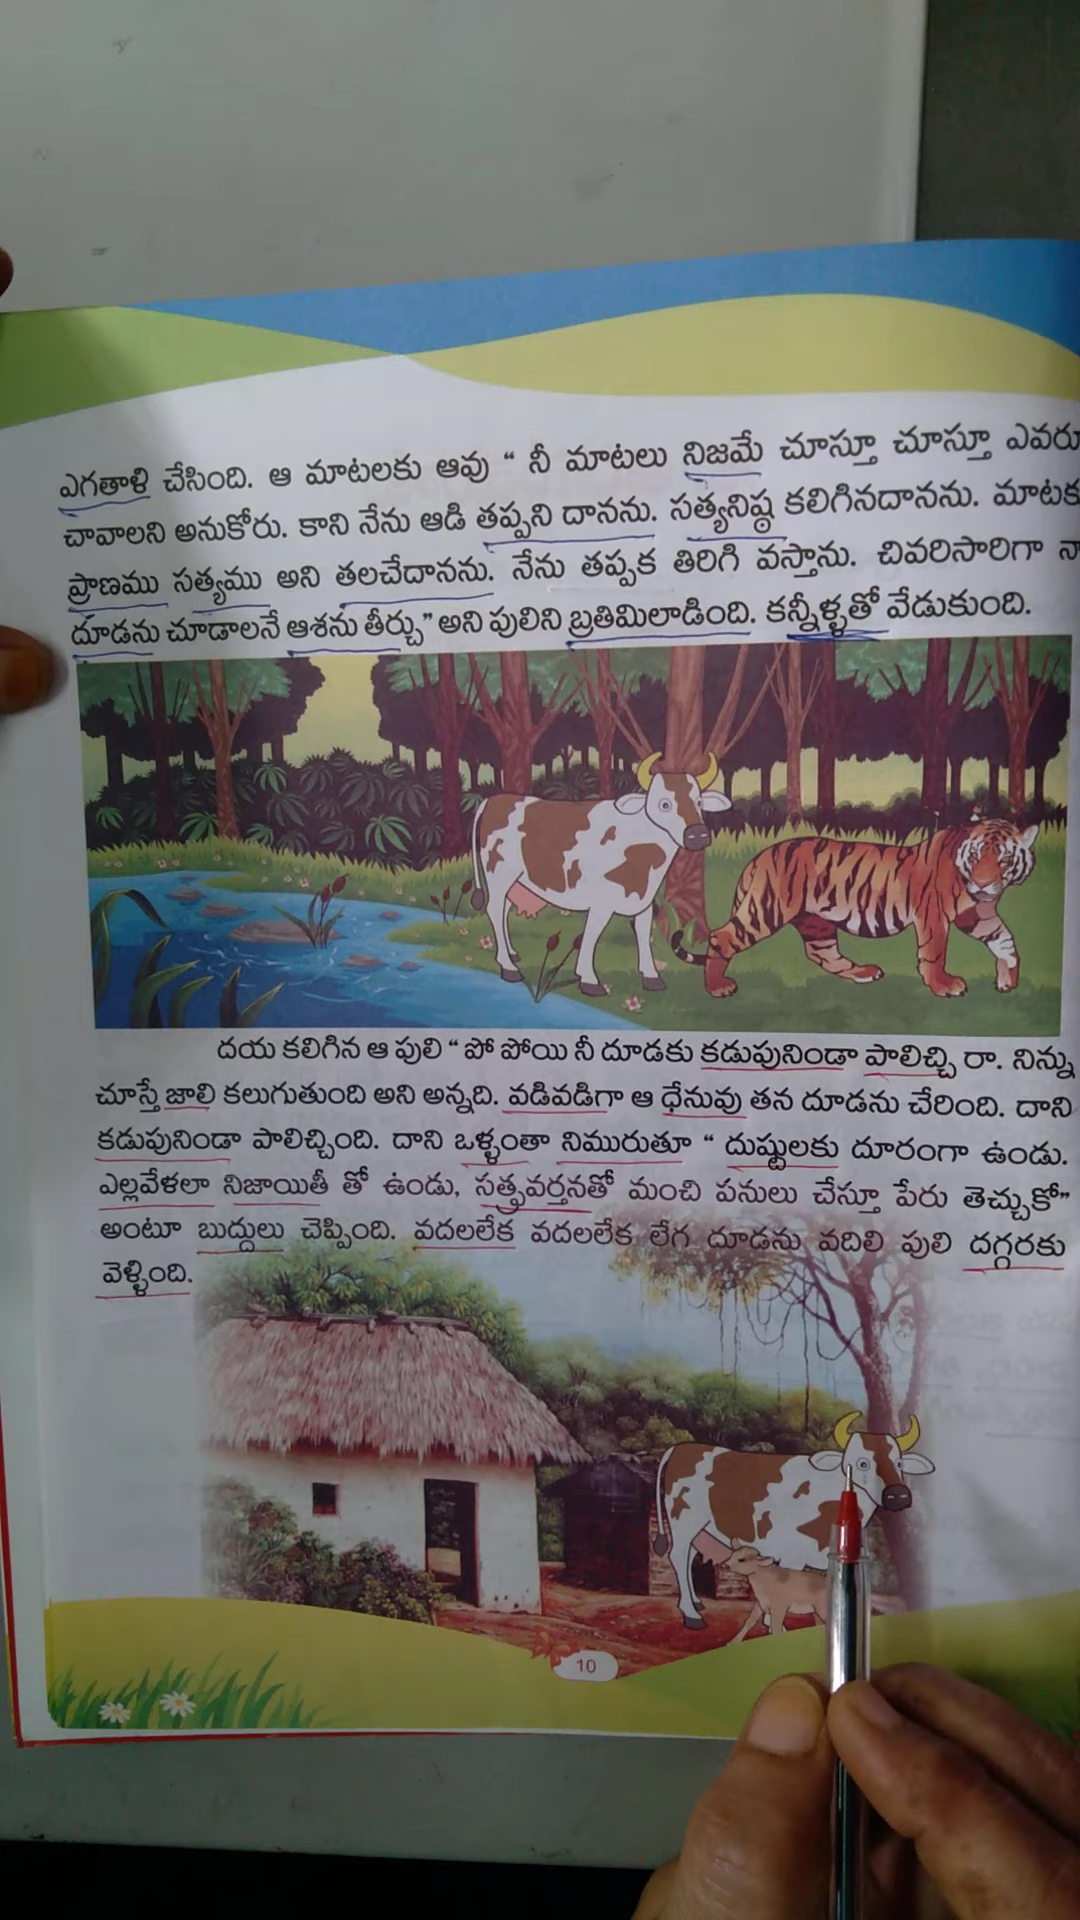 ఎగతాళి చేసింది. ఆ మాటలకు ఆవు “ నీ మాటలు నిజమే చూస్తూ చూస్తూ ఎవరు
చావాలని అనుకోరు. కాని నేను ఆడి తప్పని దానను. సత్యనిష్ఠ కలిగినదానను. మాటక
ప్రాణము సత్యము అని తలచేదానను. నేను తప్పక తిరిగి వస్తాను. చివరిసారిగా నా
దూడను చూడాలనే ఆశను తీర్చు” అని పులిని బ్రతిమిలాడింది. కన్నీళ్ళతో వేడుకుంది.
దయ కలిగిన ఆ పులి “ పో పోయి నీ దూడకు కడుపునిండా పాలిచ్చి రా. నిన్ను
చూస్తే జాలి కలుగుతుంది అని అన్నది. వడివడిగా ఆ ధేనువు తన దూడను చేరింది. దాని
కడుపునిండా పాలిచ్చింది. దాని ఒళ్ళంతా నిమురుతూ “ దుష్టులకు దూరంగా ఉండు.
ఎల్లవేళలా నిజాయితీ తో ఉండు, సత్ప్రవర్తనతో మంచి పనులు చేస్తూ పేరు తెచ్చుకో”
అంటూ బుద్దులు చెప్పింది. వదలలేక వదలలేక లేగ దూడను వదిలి పులి దగ్గరకు
వెళ్ళింది.
10